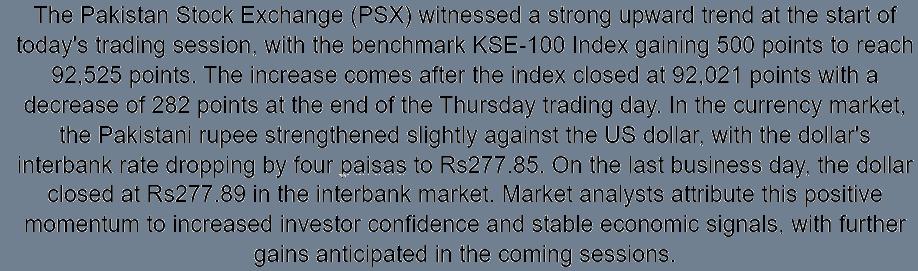 The Pakistan Stock Exchange (PSX) witnessed a strong upward trend at the start of
today's trading session, with the benchmark KSE-100 Index gaining 500 points to reach
92,525 points. The increase comes after the index closed at 92,021 points with a
decrease of 282 points at the end of the Thursday trading day. In the currency market,
the Pakistani rupee strengthened slightly against the US dollar, with the dollar's
interbank rate dropping by four paisas to Rs277.85. On the last business day, the dollar
closed at Rs277.89 in the interbank market. Market analysts attribute this positive
momentum to increased investor confidence and stable economic signals, with further
gains anticipated in the coming sessions.